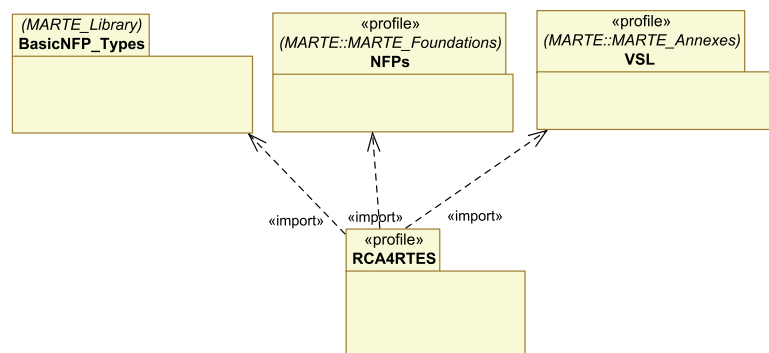 (MARTE_Library)
BasicNFP_Types
«profile»
(MARTE::MARTE_Foundations)
NFPs
«profile»
(MARTE::MARTE_Annexes)
VSL
«import»
«import»
«import»
«profile»
RCA4RTES